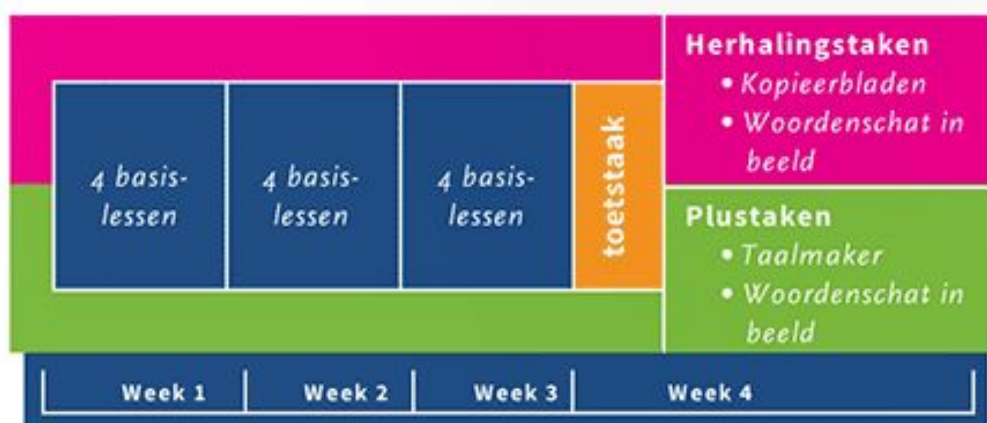 4 basis-
lessen
4 basis-
lessen
4 basis-
lessen
toetstaak
Herhalingstaken
• Kopieerbladen
• Woordenschat in
beeld
Plustaken
• Taalmaker
• Woordenschat in
beeld
Week 1
Week 2
Week 3
Week 4